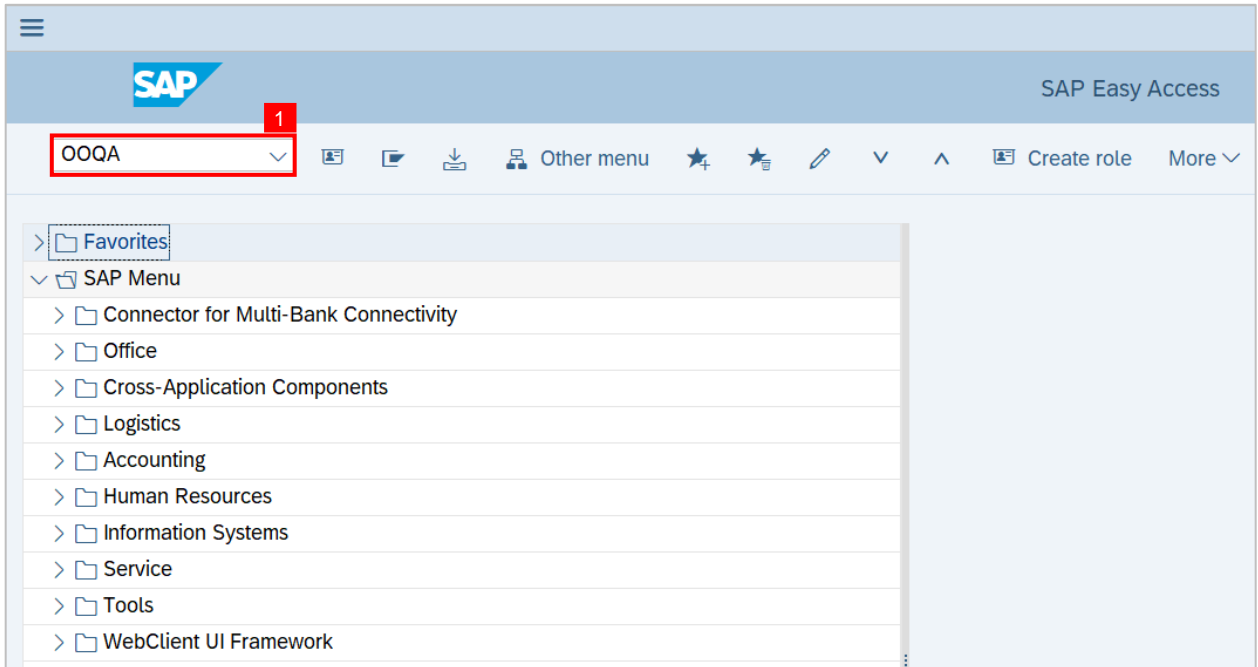 SAP
SAP Easy Access
1
OOQA Other menu Create role More
Favorites
SAP Menu
Connector for Multi-Bank Connectivity
Office
Cross-Application Components
Logistics
Accounting
Human Resources
Information Systems
Service
Tools
WebClient UI Framework